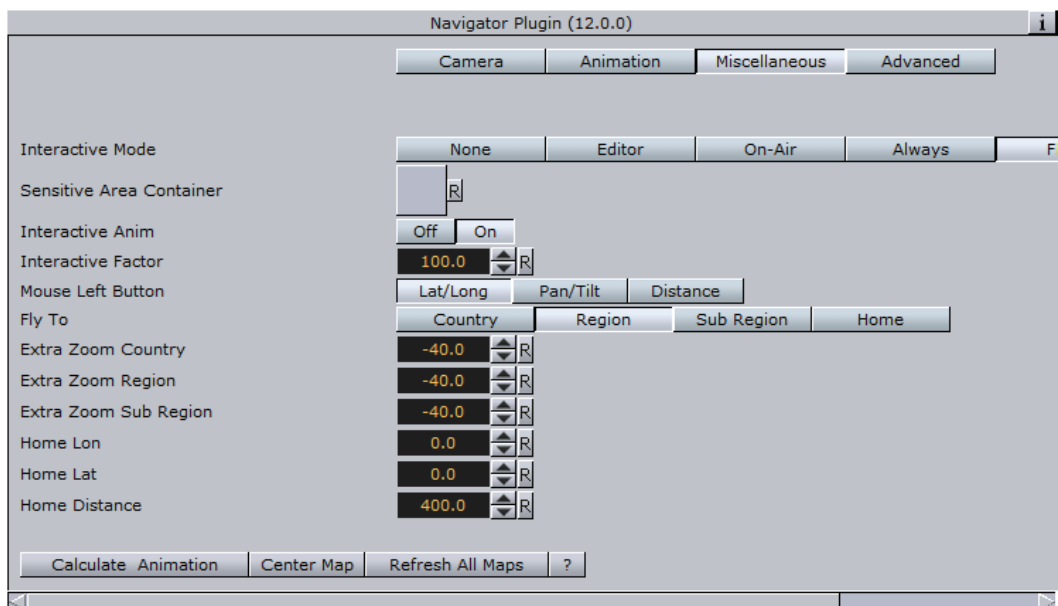 Navigator Plugin (12.0.0) i
Camera Animation Miscellaneous Advanced
Interactive Mode None Editor On-Air Always
Sensitive Area Container R
Interactive Anim Off On
Interactive Factor 100.0 R
Mouse Left Button Lat/Long Pan/Tilt Distance
Fly To Country Region Sub Region Home
Extra Zoom Country -40.0 R
Extra Zoom Region -40.0 R
Extra Zoom Sub Region -40.0 R
Home Lon 0.0 R
Home Lat 0.0 R
Home Distance 400.0 R
Calculate Animation Center Map Refresh All Maps ?